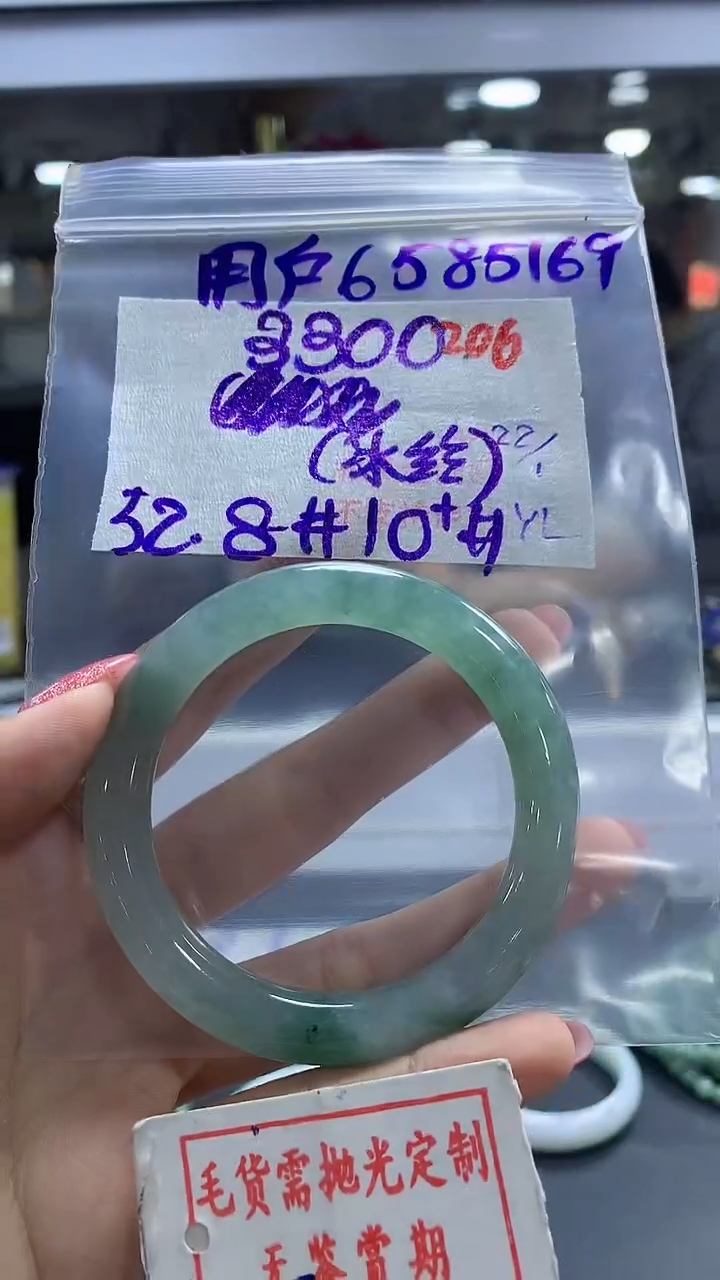 用户6585169
3300 206
(冰丝) 22/1
52.8#10+# YL
毛货需抛光定制
无鉴赏期